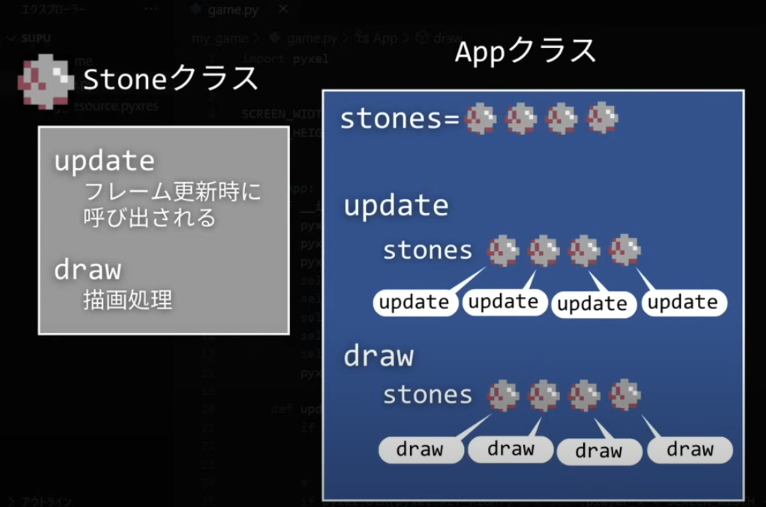 エクスプローラー
game.py
SUPU
my_game > game.py > App > draw
import pyxel
Stoneクラス
Appクラス
esource.pyxres
SCREEN_WIDT
HEIG
update
フレーム更新時に
呼び出される
draw
描画処理
stones=
update
stones
update update update update
draw
stones
draw draw draw draw
アウトライン